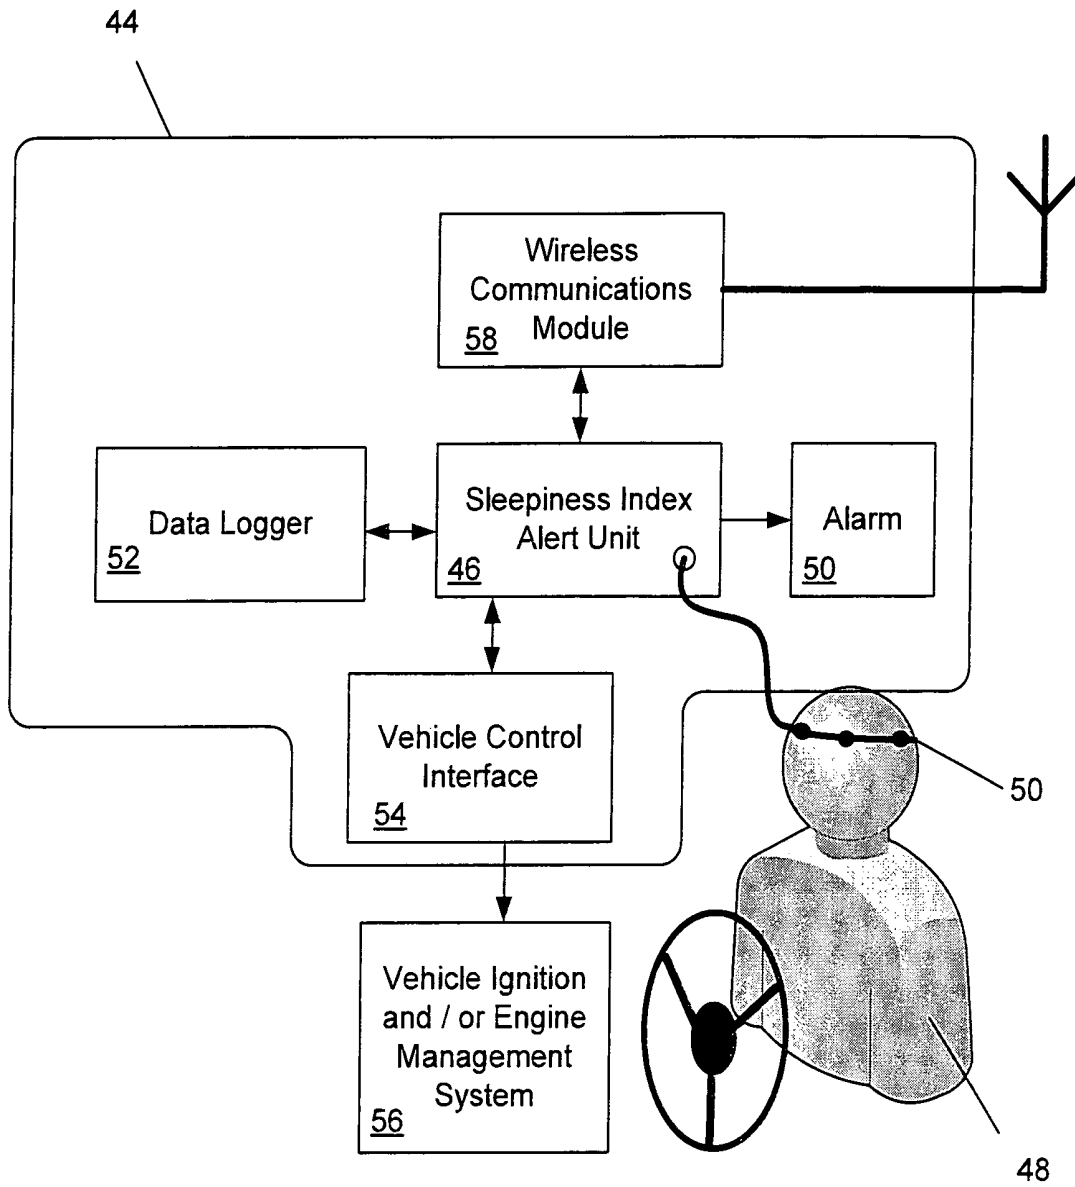 44
Wireless
Communications
Module
58
Data Logger
52
Sleepiness Index
Alert Unit
46
Alarm
50
Vehicle Control
Interface
54
50
Vehicle Ignition
and / or Engine
Management
System
56
48